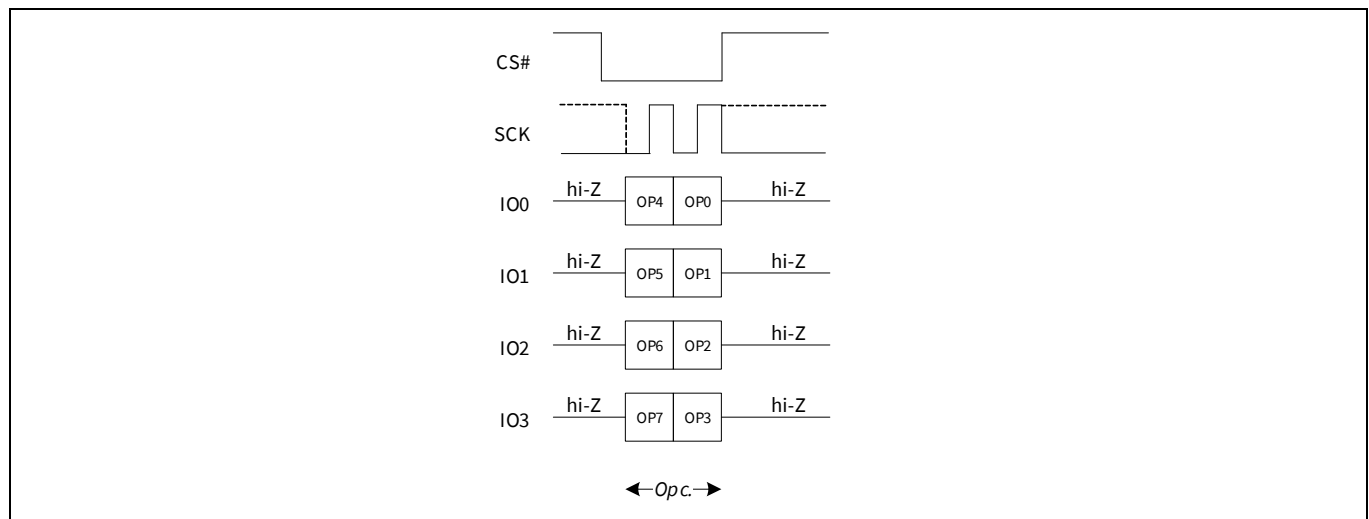 CS#
SCK
IO0 hi-Z OP4 OP0 hi-Z
IO1 hi-Z OP5 OP1 hi-Z
IO2 hi-Z OP6 OP2 hi-Z
IO3 hi-Z OP7 OP3 hi-Z
Opc.